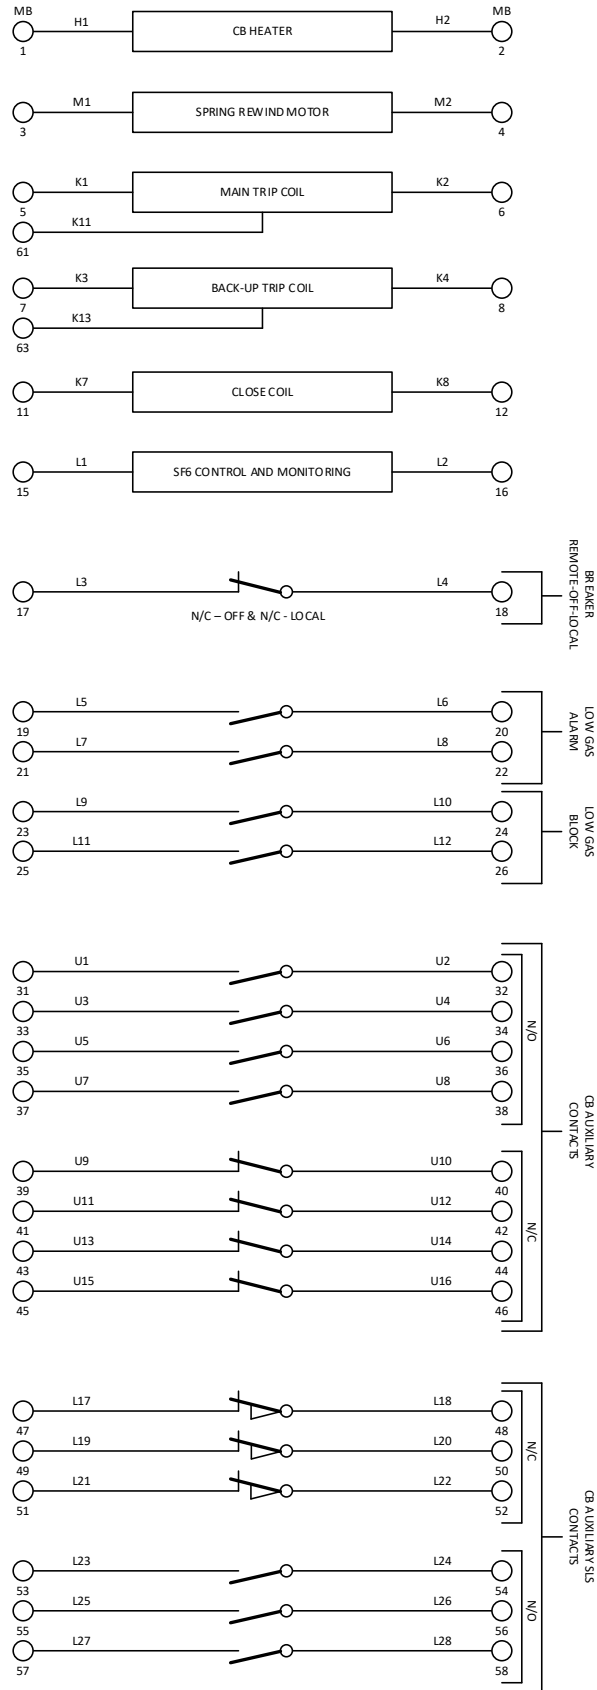 MB MB
H1 CB HEATER H2
1 2
M1 SPRING REWIND MOTOR M2
3 4
K1 MAIN TRIP COIL K2
5 6
K11
61
K3 BACK-UP TRIP COIL K4
7 8
K13
63
K7 CLOSE COIL K8
11 12
L1 SF6 CONTROL AND MONITORING L2
15 16
L3 L4
17 N/C – OFF & N/C - LOCAL 18
BREAKER
REMOTE-OFF-LOCAL
L5 L6
19 20
L7 L8
21 22
LOW GAS
ALARM
L9 L10
23 24
L11 L12
25 26
LOW GAS
BLOCK
U1 U2
31 32
U3 U4
33 34
U5 U6
35 36
U7 U8
37 38
N/O
CB AUXILIARY
CONTACTS
U9 U10
39 40
U11 U12
41 42
U13 U14
43 44
U15 U16
45 46
N/C
L17 L18
47 48
L19 L20
49 50
L21 L22
51 52
N/C
CB AUXILIARY SLS
CONTACTS
L23 L24
53 54
L25 L26
55 56
L27 L28
57 58
N/O